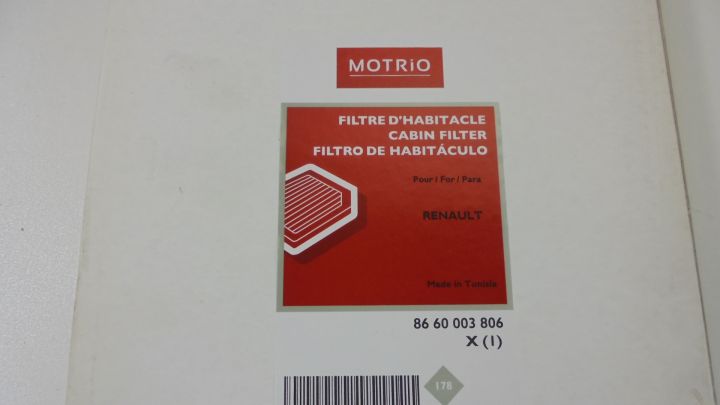 MOTRiO
FILTRE D'HABITACLE
CABIN FILTER
FILTRO DE HABITÁCULO
Pour / For / Para
RENAULT
Made in Tunisia
86 60 003 806
X (1)
178